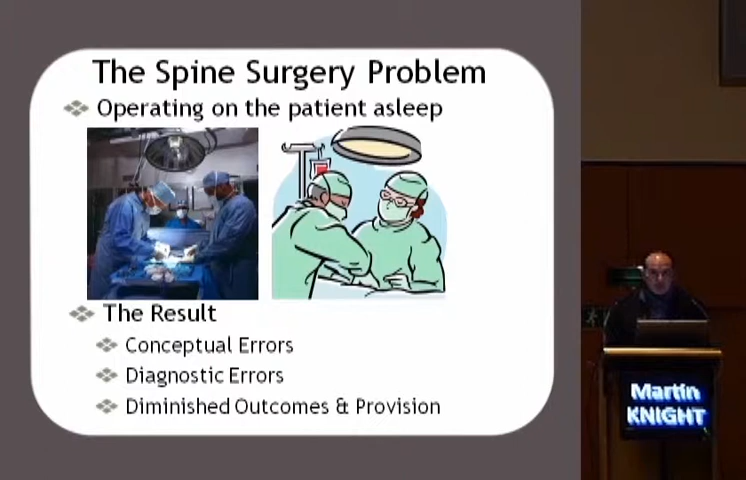 The Spine Surgery Problem
Operating on the patient asleep
The Result
Conceptual Errors
Diagnostic Errors
Diminished Outcomes & Provision
Martin
KNIGHT